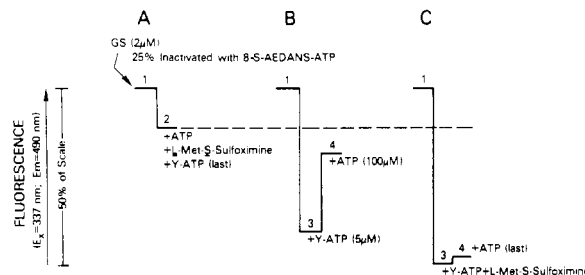 A
B
C
GS (2µM)
25% Inactivated with 8-S-AEDANS-ATP
1
1
1
2
+ATP
+L-Met-S-Sulfoximine
+Y-ATP (last)
4
+ATP (100µM)
3
+Y-ATP (5µM)
3
4
+ATP (last)
+Y-ATP+L-Met-S-Sulfoximine
FLUORESCENCE
(Ex=337 nm; Em=490 nm)
50% of Scale